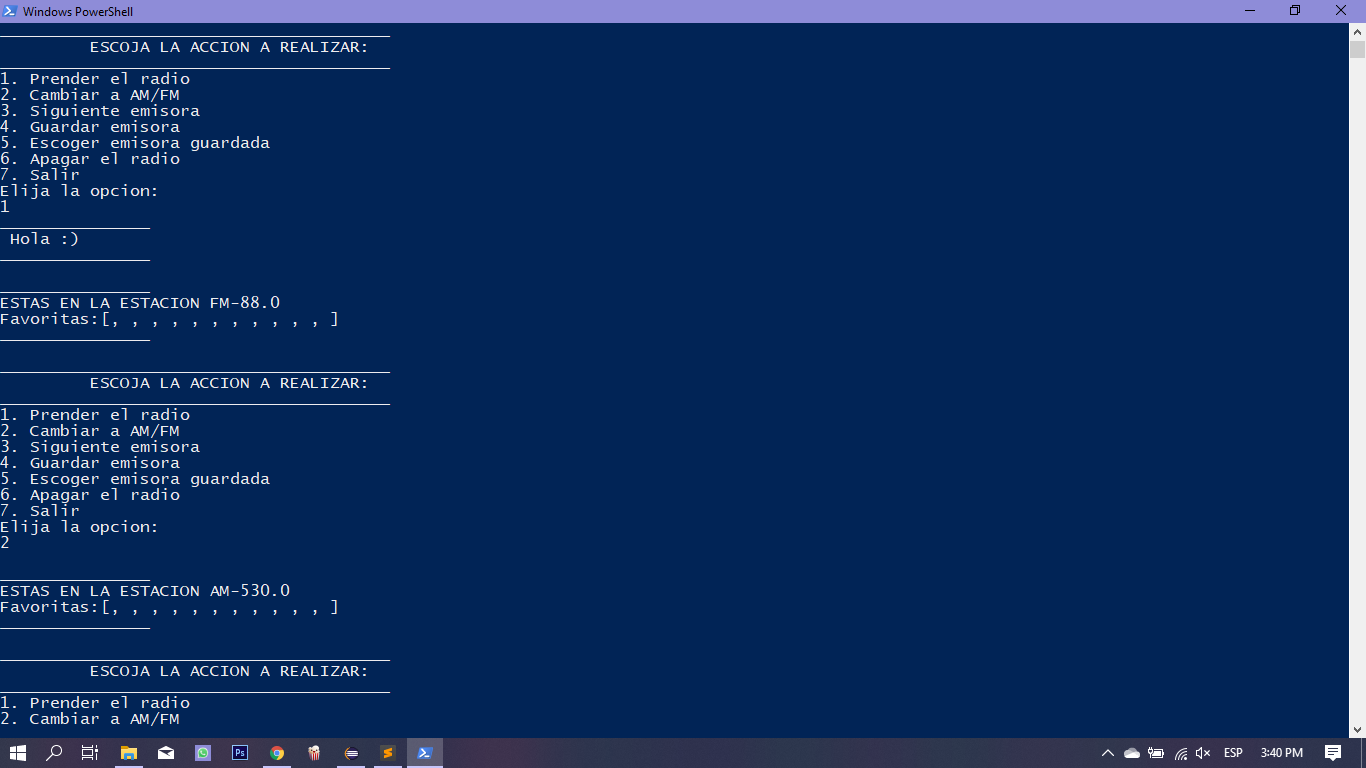 Windows PowerShell
ESCOJA LA ACCION A REALIZAR:
1. Prender el radio
2. Cambiar a AM/FM
3. Siguiente emisora
4. Guardar emisora
5. Escoger emisora guardada
6. Apagar el radio
7. Salir
Elija la opcion:
1
Hola :)
ESTAS EN LA ESTACION FM-88.0
Favoritas:[, , , , , , , , , , , ]
ESCOJA LA ACCION A REALIZAR:
1. Prender el radio
2. Cambiar a AM/FM
3. Siguiente emisora
4. Guardar emisora
5. Escoger emisora guardada
6. Apagar el radio
7. Salir
Elija la opcion:
2
ESTAS EN LA ESTACION AM-530.0
Favoritas:[, , , , , , , , , , , ]
ESCOJA LA ACCION A REALIZAR:
1. Prender el radio
2. Cambiar a AM/FM
Ps
ESP
3:40 PM